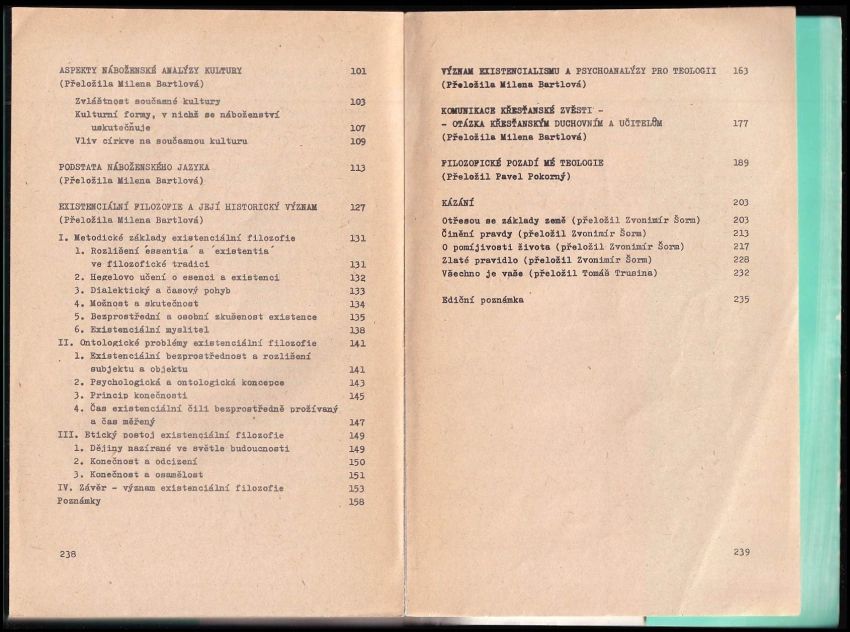 ASPEKTY NÁBOŽENSKÉ ANALÝZY KULTURY 101
(Přeložila Milena Bartlová)
Zvláštnost současné kultury 103
Kulturní formy, v nichž se náboženství
uskutečňuje 107
Vliv církve na současnou kulturu 109
PODSTATA NÁBOŽENSKÉHO JAZYKA 113
(Přeložila Milena Bartlová)
EXISTENCIÁLNÍ FILOZOFIE A JEJÍ HISTORICKÝ VÝZNAM 127
(Přeložila Milena Bartlová)
I. Metodické základy existenciální filozofie 131
1. Rozlišení ´essentia´ a ´existentia´
ve filozofické tradici 131
2. Hegelovo učení o esenci a existenci 132
3. Dialektický a časový pohyb 133
4. Možnost a skutečnost 134
5. Bezprostřední a osobní zkušenost existence 135
6. Existenciální myslitel 138
II. Ontologické problémy existenciální filozofie 141
1. Existenciální bezprostřednost a rozlišení
subjektu a objektu 141
2. Psychologická a ontologická koncepce 143
3. Princip konečnosti 145
4. Čas existenciální čili bezprostředně prožívaný
a čas měřený 147
III. Etický postoj existenciální filozofie 149
1. Dějiny nazírané ve světle budoucnosti 149
2. Konečnost a odcizení 150
3. Konečnost a osamělost 151
IV. Závěr - význam existenciální filozofie 153
Poznámky 158
238
VÝZNAM EXISTENCIALISMU A PSYCHOANALÝZY PRO TEOLOGII 163
(Přeložila Milena Bartlová)
KOMUNIKACE KŘESŤANSKÉ ZVĚSTI -
- OTÁZKA KŘESŤANSKÝM DUCHOVNÍM A UČITELŮM 177
(Přeložila Milena Bartlová)
FILOZOFICKÉ POZADÍ MÉ TEOLOGIE 189
(Přeložil Pavel Pokorný)
KÁZÁNÍ 203
Otřesou se základy země (přeložil Zvonimír Šorm) 203
Činění pravdy (přeložil Zvonimír Šorm) 213
O pomíjivosti života (přeložil Zvonimír Šorm) 217
Zlaté pravidlo (přeložil Zvonimír Šorm) 228
Všechno je vaše (přeložil Tomáš Trusina) 232
Ediční poznámka 235
239